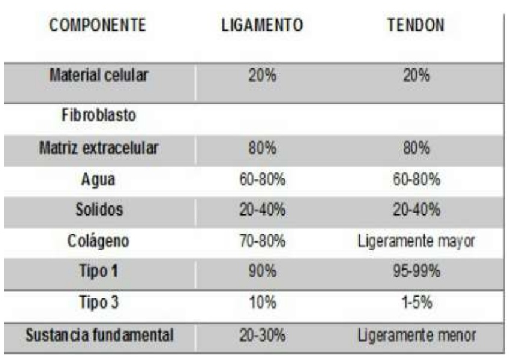 COMPONENTE LIGAMENTO TENDON
Material celular 20% 20%
Fibroblasto
Matriz extracelular 80% 80%
Agua 60-80% 60-80%
Solidos 20-40% 20-40%
Colágeno 70-80% Ligeramente mayor
Tipo 1 90% 95-99%
Tipo 3 10% 1-5%
Sustancia fundamental 20-30% Ligeramente menor